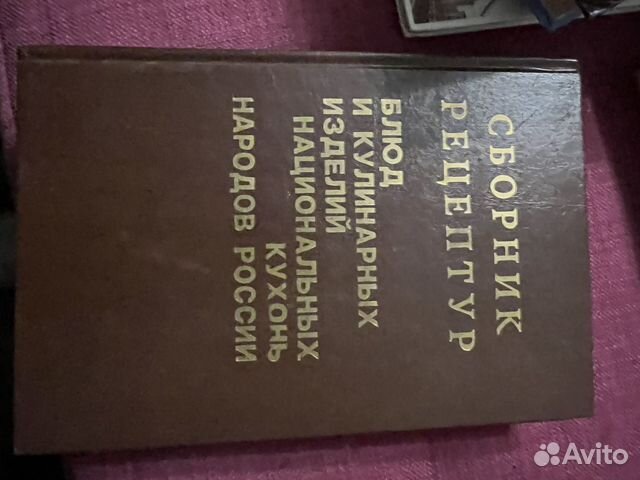 СБОРНИК
РЕЦЕПТУР
БЛЮД
И КУЛИНАРНЫХ
ИЗДЕЛИЙ
НАЦИОНАЛЬНЫХ
КУХОНЬ
НАРОДОВ РОССИИ
Avito